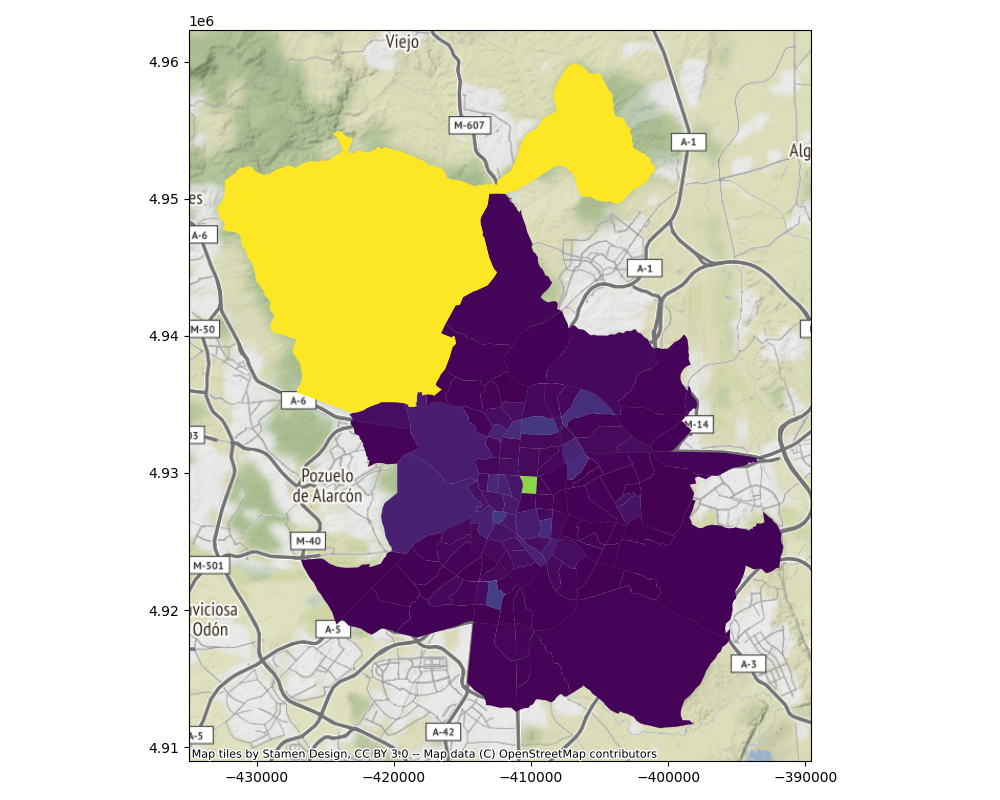 1e6
Viejo
4.96
M-607
A-1
Alg
4.95
es
A-6
A-1
M-50
4.94
A-6
M-14
03
4.93
Pozuelo
de Alarcón
M-40
M-501
4.92
viciosa
Odón
A-5
A-3
A-42
A-5
4.91
Map tiles by Stamen Design, CC BY 3.0 -- Map data (C) OpenStreetMap contributors
−430000
−420000
−410000
−400000
−390000